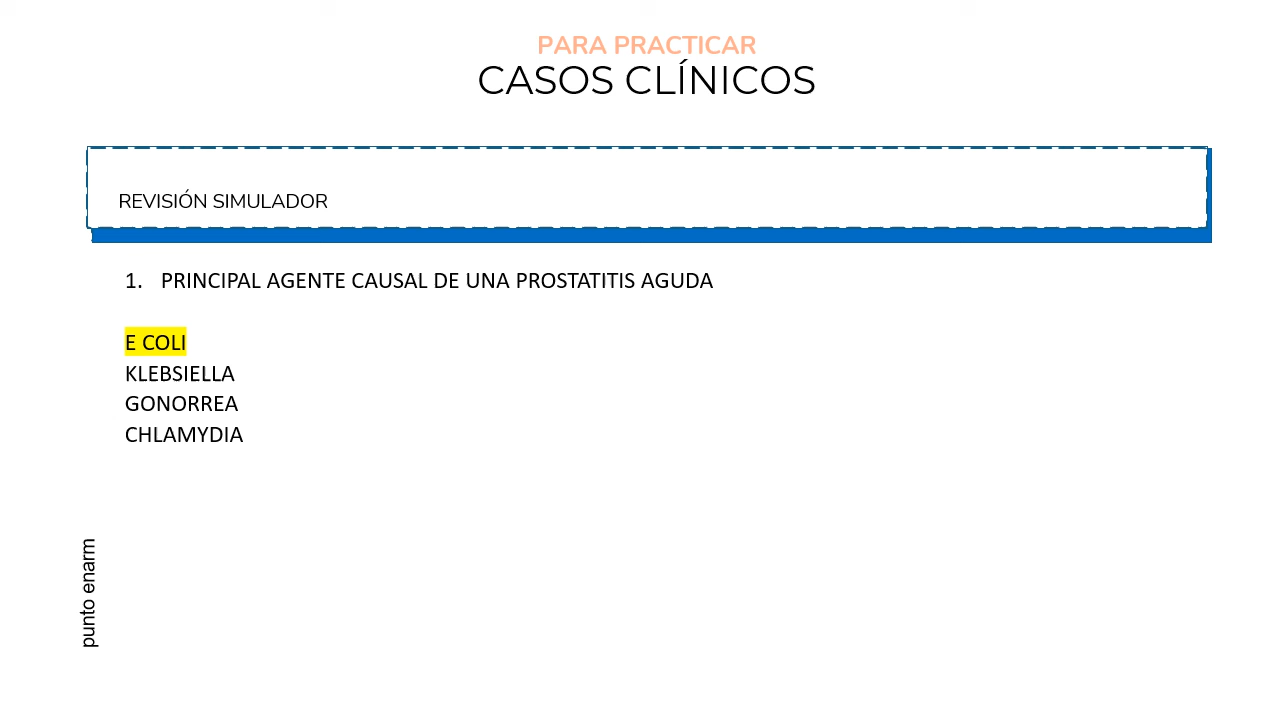 PARA PRACTICAR
CASOS CLÍNICOS
REVISIÓN SIMULADOR
1. PRINCIPAL AGENTE CAUSAL DE UNA PROSTATITIS AGUDA
E COLI
KLEBSIELLA
GONORREA
CHLAMYDIA
punto enarm